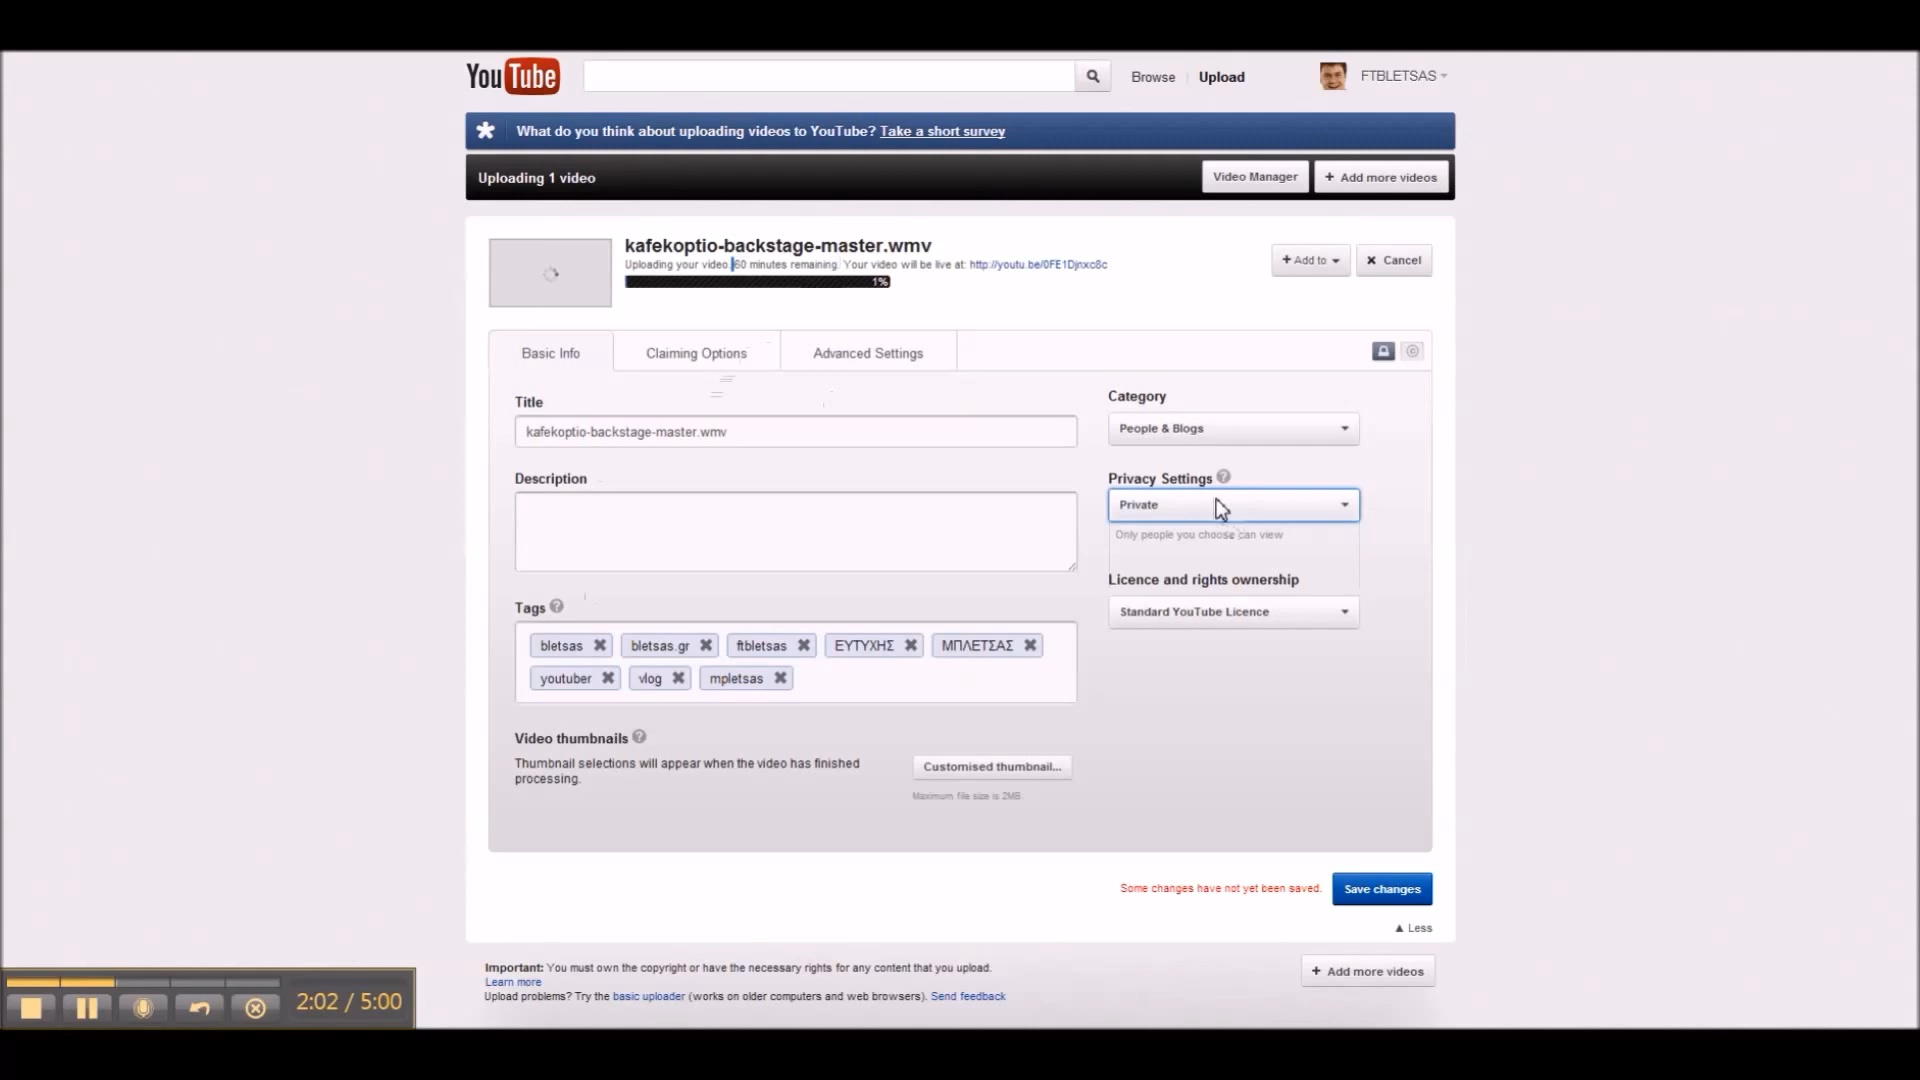 YouTube
Browse
Upload
FTBLETSAS
What do you think about uploading videos to YouTube? Take a short survey
Uploading 1 video
Video Manager
+ Add more videos
kafekoptio-backstage-master.wmv
Uploading your video. 60 minutes remaining. Your video will be live at: http://youtu.be/0FE1Djnxc8c
1%
+ Add to
Cancel
Basic Info
Claiming Options
Advanced Settings
Title
kafekoptio-backstage-master.wmv
Category
People & Blogs
Description
Privacy Settings ?
Private
Only people you choose can view
Licence and rights ownership
Standard YouTube Licence
Tags ?
bletsas bletsas.gr ftbletsas ΕΥΤΥΧΗΣ ΜΠΛΕΤΣΑΣ
youtuber vlog mpletsas
Video thumbnails ?
Thumbnail selections will appear when the video has finished
processing.
Customised thumbnail...
Maximum file size is 2MB
Some changes have not yet been saved.
Save changes
Less
Important: You must own the copyright or have the necessary rights for any content that you upload.
Learn more
Upload problems? Try the basic uploader (works on older computers and web browsers). Send feedback
+ Add more videos
2:02 / 5:00